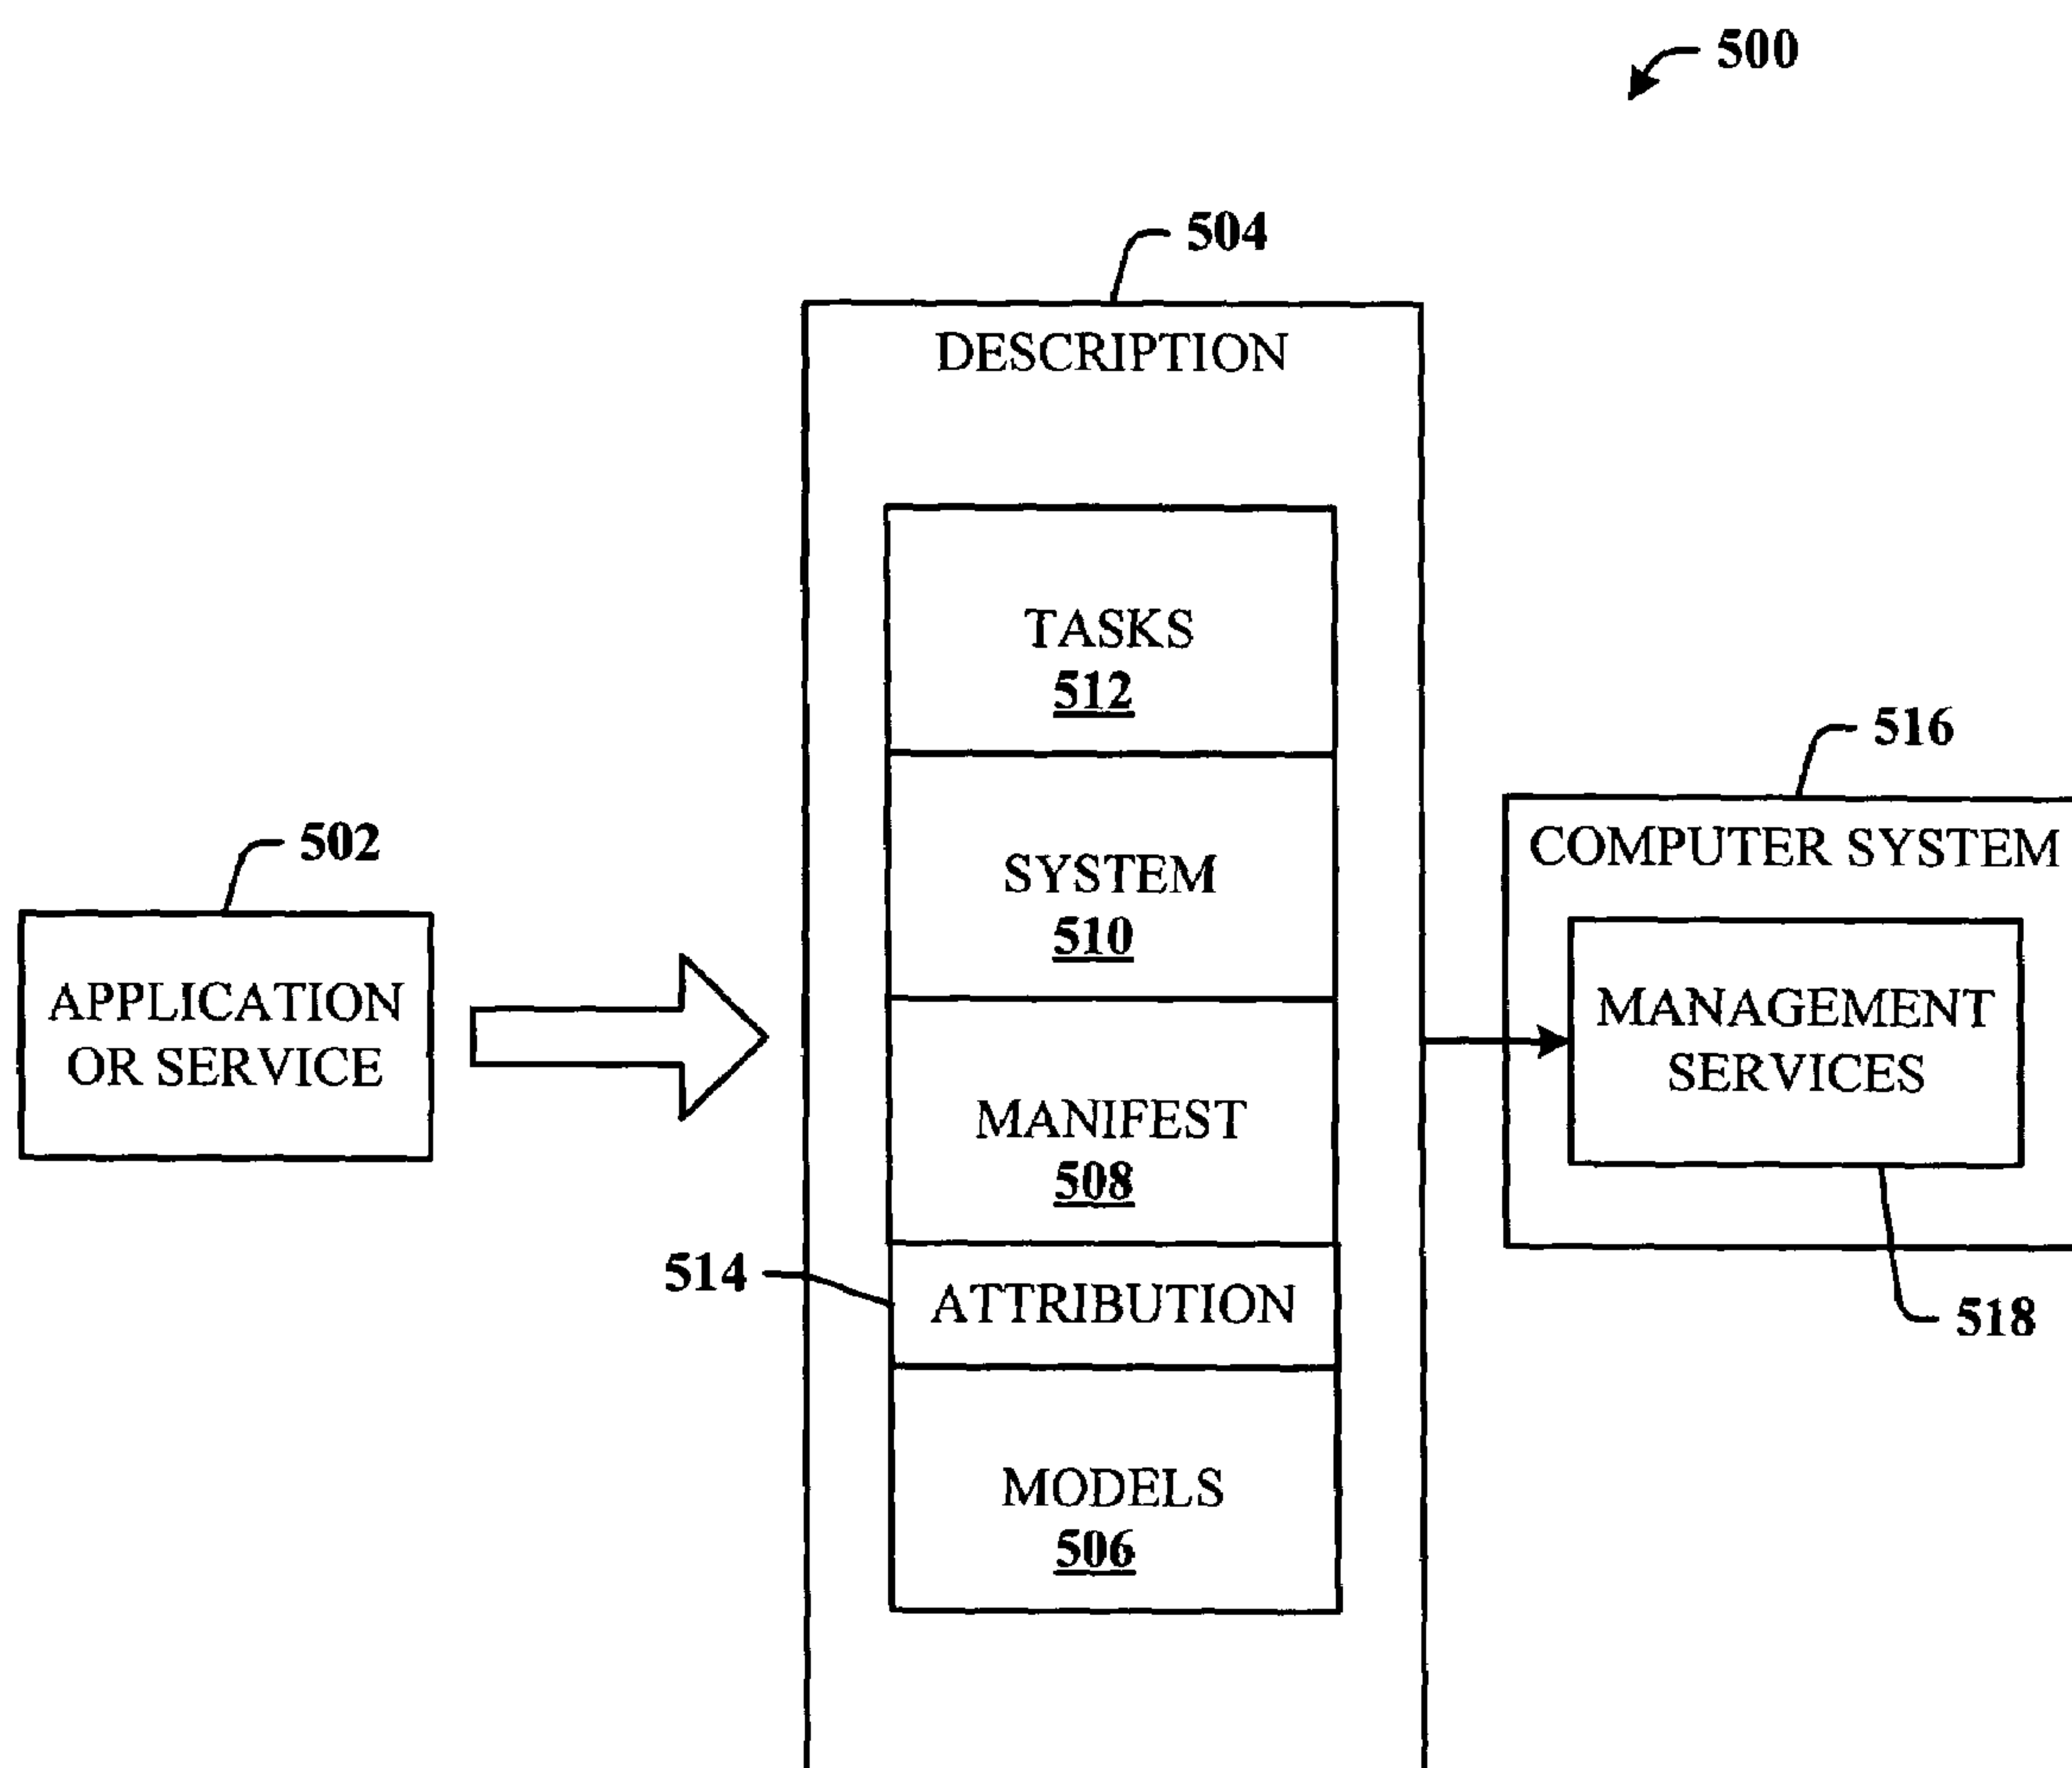 500
504
DESCRIPTION
TASKS
512
516
SYSTEM
510
COMPUTER SYSTEM
502
APPLICATION
OR SERVICE
MANAGEMENT
SERVICES
MANIFEST
508
514
ATTRIBUTION
518
MODELS
506